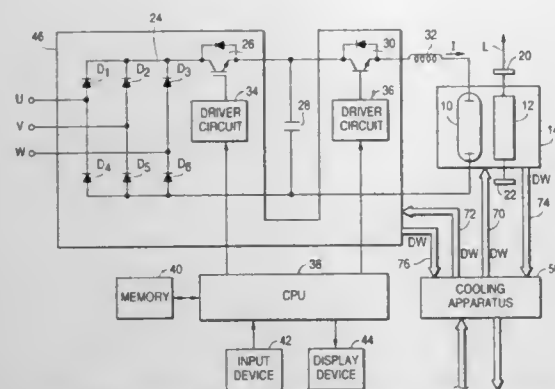 46
24
26
30
32
I
L
20
D1
D2
D3
U
V
W
34
DRIVER
CIRCUIT
28
36
DRIVER
CIRCUIT
10
12
14
D4
D5
D6
22
72
70
74
DW
DW
DW
DW
76
40
MEMORY
38
CPU
COOLING
APPARATUS
42
INPUT
DEVICE
44
DISPLAY
DEVICE